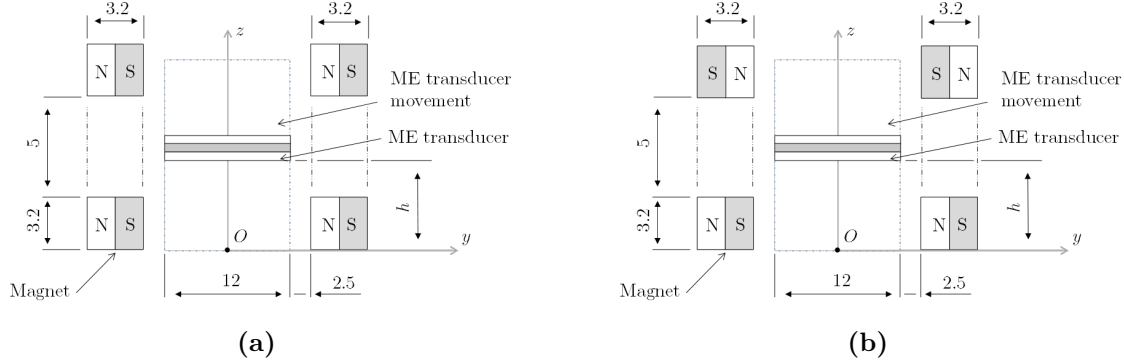 3.2
3.2
z
N S
N S
ME transducer
movement
ME transducer
5
h
3.2
N S
N S
O
y
Magnet
12
2.5
(a)
3.2
3.2
z
S N
S N
ME transducer
movement
ME transducer
5
h
3.2
N S
N S
O
y
Magnet
12
2.5
(b)